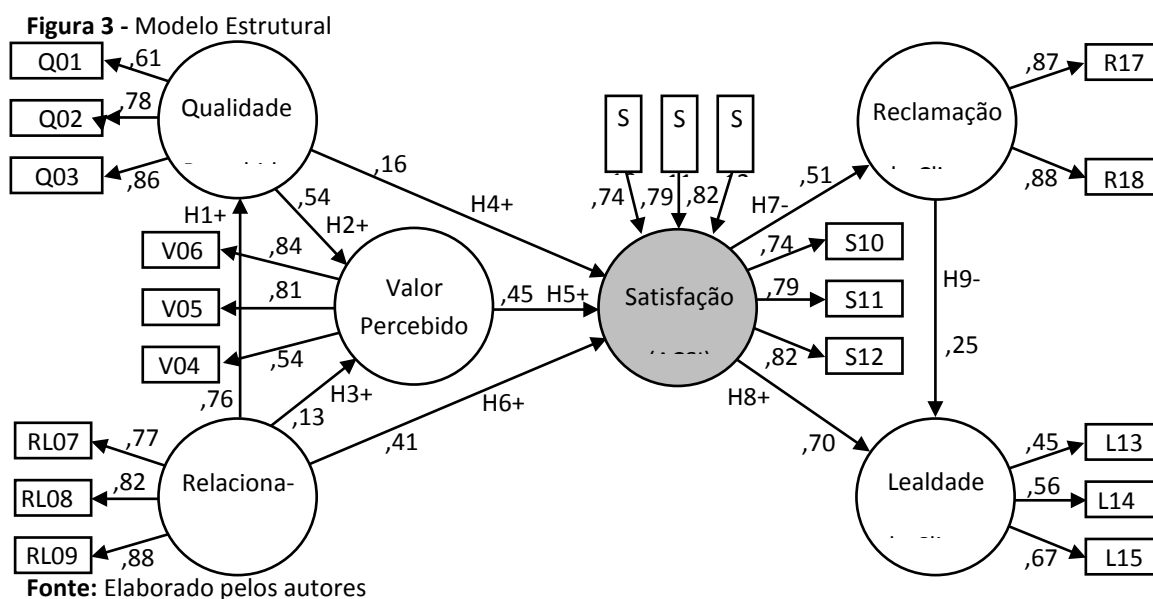 Figura 3 - Modelo Estrutural
Q01
,61
Q02
,78
Q03
,86
Qualidade
,16
H4+
,54
H2+
H1+
,76
V06
,84
V05
,81
V04
,54
Valor
Percebido
,45
H5+
H3+
,13
H6+
,41
RL07
,77
RL08
,82
RL09
,88
Relaciona-
S
S
S
,74
,79
,82
Satisfação
H7-
,51
,74
S10
,79
S11
,82
S12
H8+
,70
Reclamação
,87
R17
,88
R18
H9-
,25
Lealdade
,45
L13
,56
L14
,67
L15
Fonte: Elaborado pelos autores